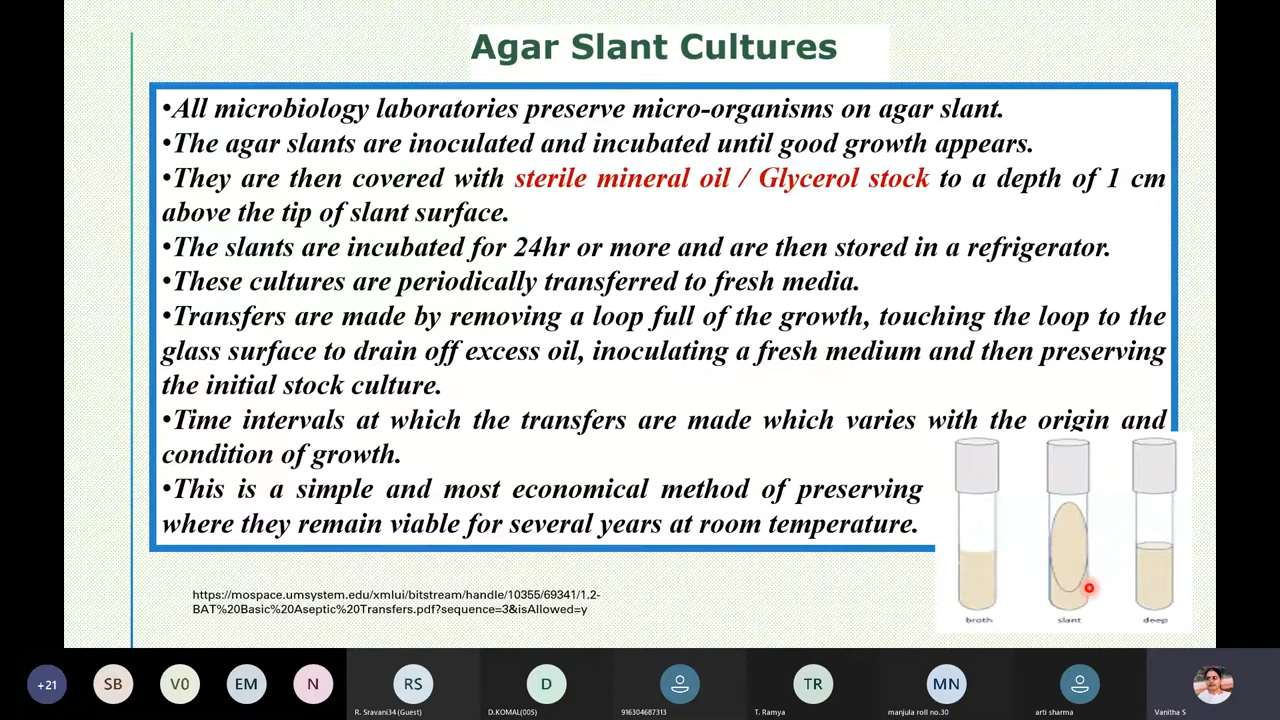 Agar Slant Cultures
•All microbiology laboratories preserve micro-organisms on agar slant.
•The agar slants are inoculated and incubated until good growth appears.
•They are then covered with sterile mineral oil / Glycerol stock to a depth of 1 cm
above the tip of slant surface.
•The slants are incubated for 24hr or more and are then stored in a refrigerator.
•These cultures are periodically transferred to fresh media.
•Transfers are made by removing a loop full of the growth, touching the loop to the
glass surface to drain off excess oil, inoculating a fresh medium and then preserving
the initial stock culture.
•Time intervals at which the transfers are made which varies with the origin and
condition of growth.
•This is a simple and most economical method of preserving
where they remain viable for several years at room temperature.
broth slant deep
https://mospace.umsystem.edu/xmlui/bitstream/handle/10355/69341/1.2-
BAT%20Basic%20Aseptic%20Transfers.pdf?sequence=3&isAllowed=y
+21 SB V0 EM N RS D TR MN
R. Sravani34 (Guest) D.KOMAL(005) 916304687313 T. Ramya manjula roll no.30 arti sharma Vanitha S